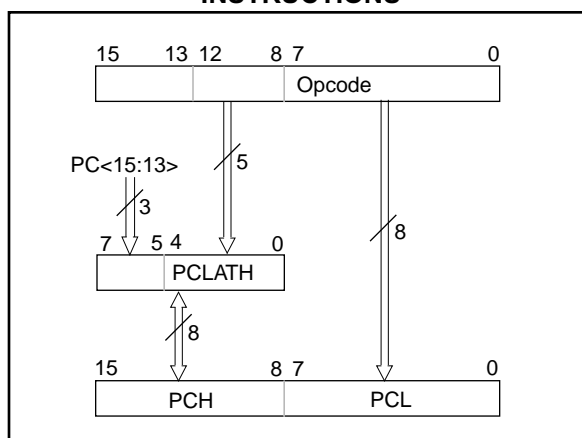 INSTRUCTIONS
15 13 12 8 7 0
Opcode
PC<15:13>
5
3
8
7 5 4 0
PCLATH
8
15 8 7 0
PCH PCL